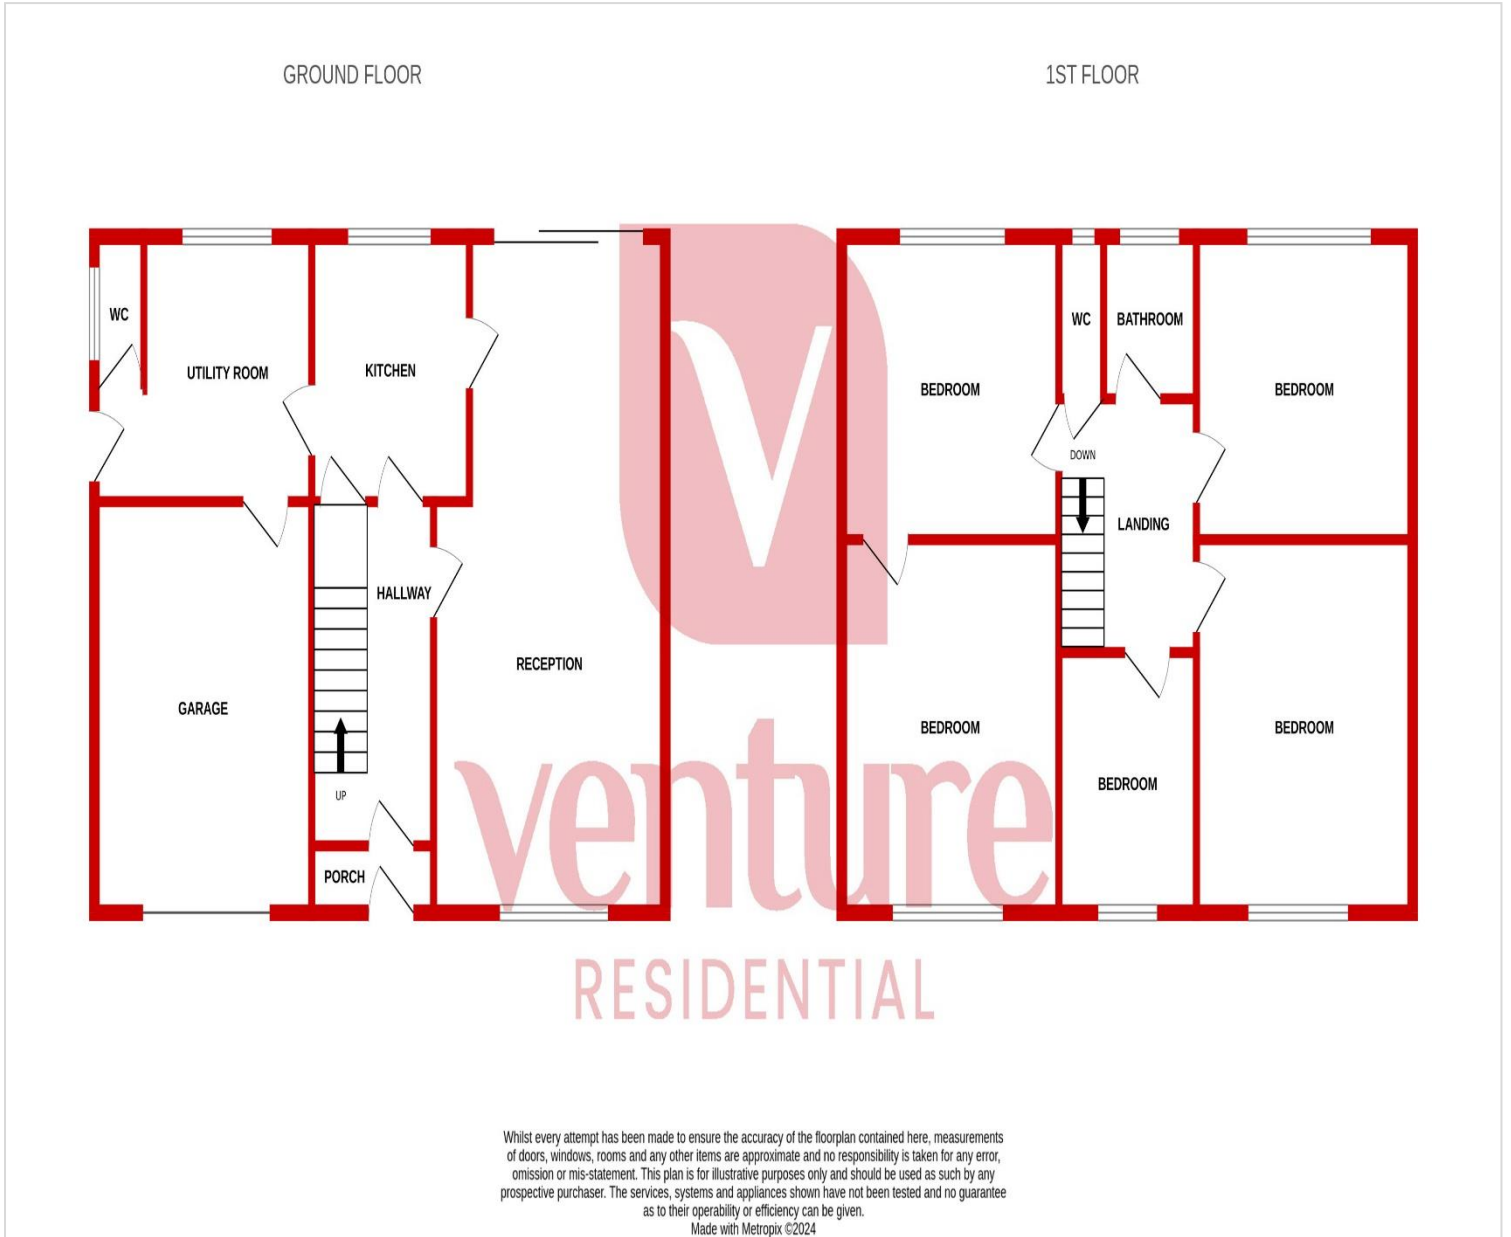 GROUND FLOOR
1ST FLOOR
WC
UTILITY ROOM
KITCHEN
HALLWAY
RECEPTION
GARAGE
UP
PORCH
BEDROOM
WC
BATHROOM
BEDROOM
DOWN
LANDING
BEDROOM
BEDROOM
BEDROOM
venture
RESIDENTIAL
Whilst every attempt has been made to ensure the accuracy of the floorplan contained here, measurements
of doors, windows, rooms and any other items are approximate and no responsibility is taken for any error,
omission or mis-statement. This plan is for illustrative purposes only and should be used as such by any
prospective purchaser. The services, systems and appliances shown have not been tested and no guarantee
as to their operability or efficiency can be given.
Made with Metropix ©2024